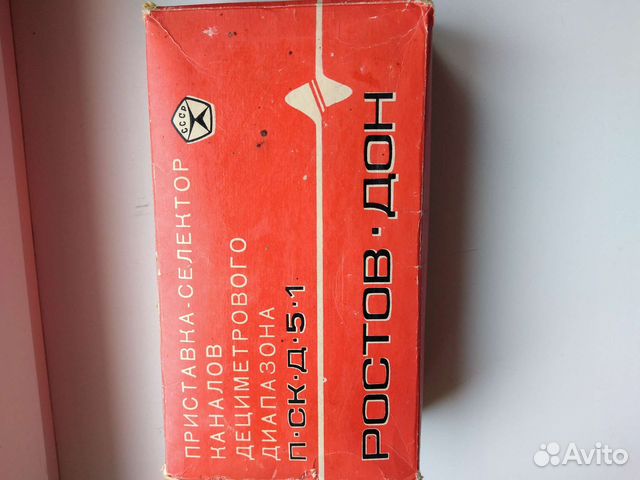 СССР
ПРИСТАВКА-СЕЛЕКТОР
КАНАЛОВ
ДЕЦИМЕТРОВОГО
ДИАПАЗОНА
П·СК·Д·5·1
РОСТОВ·ДОН
Avito